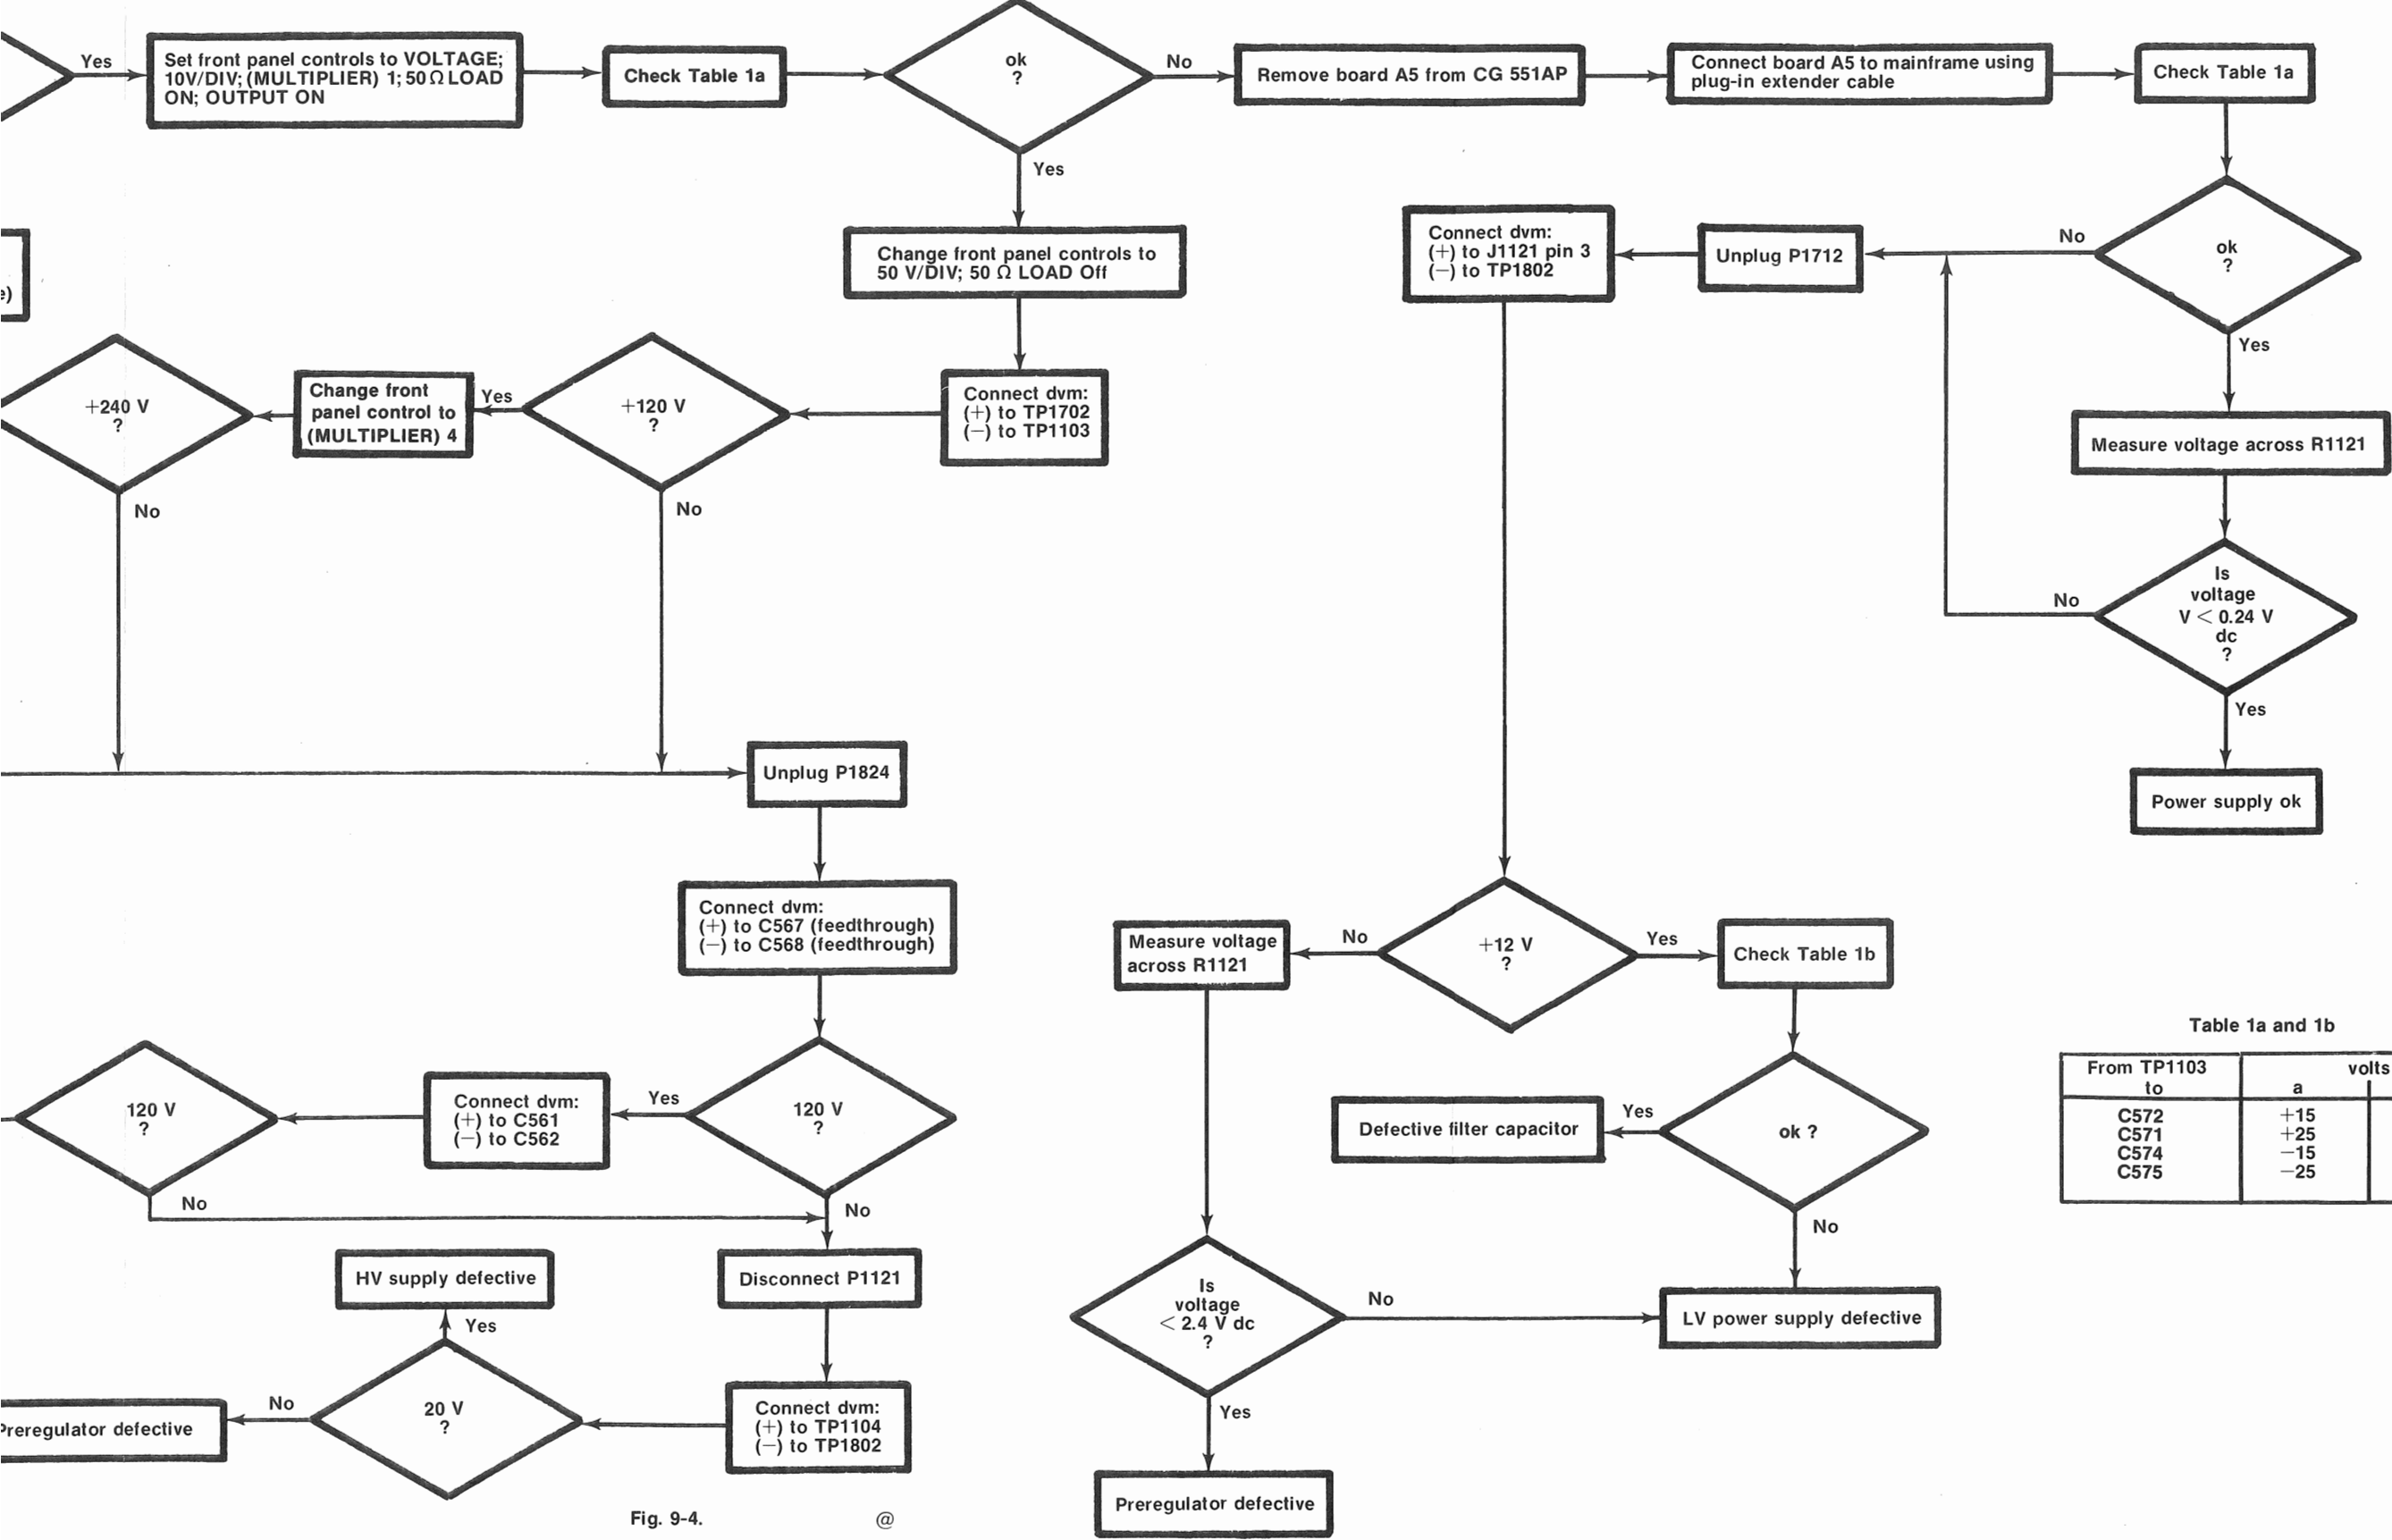 Yes
Set front panel controls to VOLTAGE;
10V/DIV; (MULTIPLIER) 1; 50Ω LOAD
ON; OUTPUT ON
Check Table 1a
ok
?
No
Remove board A5 from CG 551AP
Connect board A5 to mainframe using
plug-in extender cable
Check Table 1a
Yes
Change front panel controls to
50 V/DIV; 50 Ω LOAD Off
Connect dvm:
(+) to J1121 pin 3
(−) to TP1802
Unplug P1712
No
ok
?
Yes
e)
+240 V
?
Change front
panel control to
(MULTIPLIER) 4
Yes
+120 V
?
Connect dvm:
(+) to TP1702
(−) to TP1103
Measure voltage across R1121
No
No
Is
voltage
V < 0.24 V
dc
?
No
Yes
Power supply ok
Unplug P1824
Connect dvm:
(+) to C567 (feedthrough)
(−) to C568 (feedthrough)
Measure voltage
across R1121
No
+12 V
?
Yes
Check Table 1b
120 V
?
Connect dvm:
(+) to C561
(−) to C562
Yes
120 V
?
No
No
Defective filter capacitor
Yes
ok ?
No
Table 1a and 1b
From TP1103
to
volts
a
C572 +15
C571 +25
C574 −15
C575 −25
HV supply defective
Yes
Disconnect P1121
Is
voltage
< 2.4 V dc
?
No
LV power supply defective
Preregulator defective
No
20 V
?
Connect dvm:
(+) to TP1104
(−) to TP1802
Yes
Preregulator defective
Fig. 9-4.
@